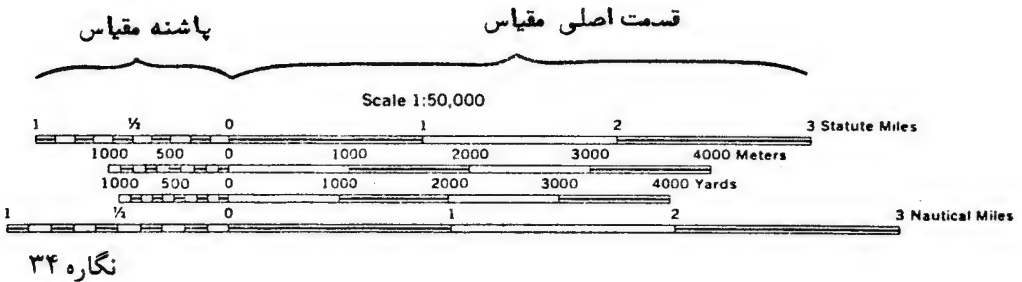 قسمت اصلی مقیاس
پاشنه مقیاس
Scale 1:50,000
1 ½ 0 1 2 3 Statute Miles
1000 500 0 1000 2000 3000 4000 Meters
1000 500 0 1000 2000 3000 4000 Yards
1 ½ 0 1 2 3 Nautical Miles
نگاره ۳۴